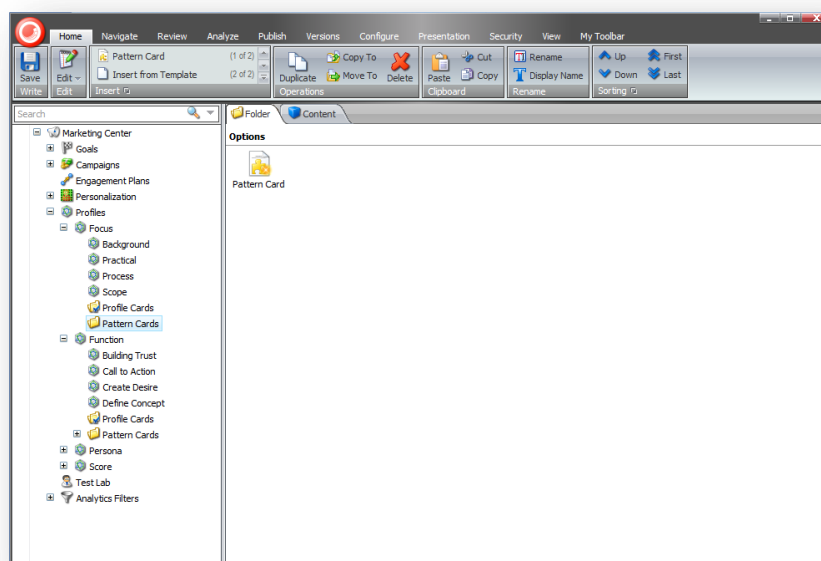 Home Navigate Review Analyze Publish Versions Configure Presentation Security View My Toolbar
Save Edit Pattern Card (1 of 2) Insert from Template (2 of 2) Duplicate Copy To Move To Delete Paste Cut Copy Rename Display Name Up Down First Last
Write Edit Insert Operations Clipboard Rename Sorting
Search
Folder Content
Options
Pattern Card
Marketing Center
Goals
Campaigns
Engagement Plans
Personalization
Profiles
Focus
Background
Practical
Process
Scope
Profile Cards
Pattern Cards
Function
Building Trust
Call to Action
Create Desire
Define Concept
Profile Cards
Pattern Cards
Persona
Score
Test Lab
Analytics Filters